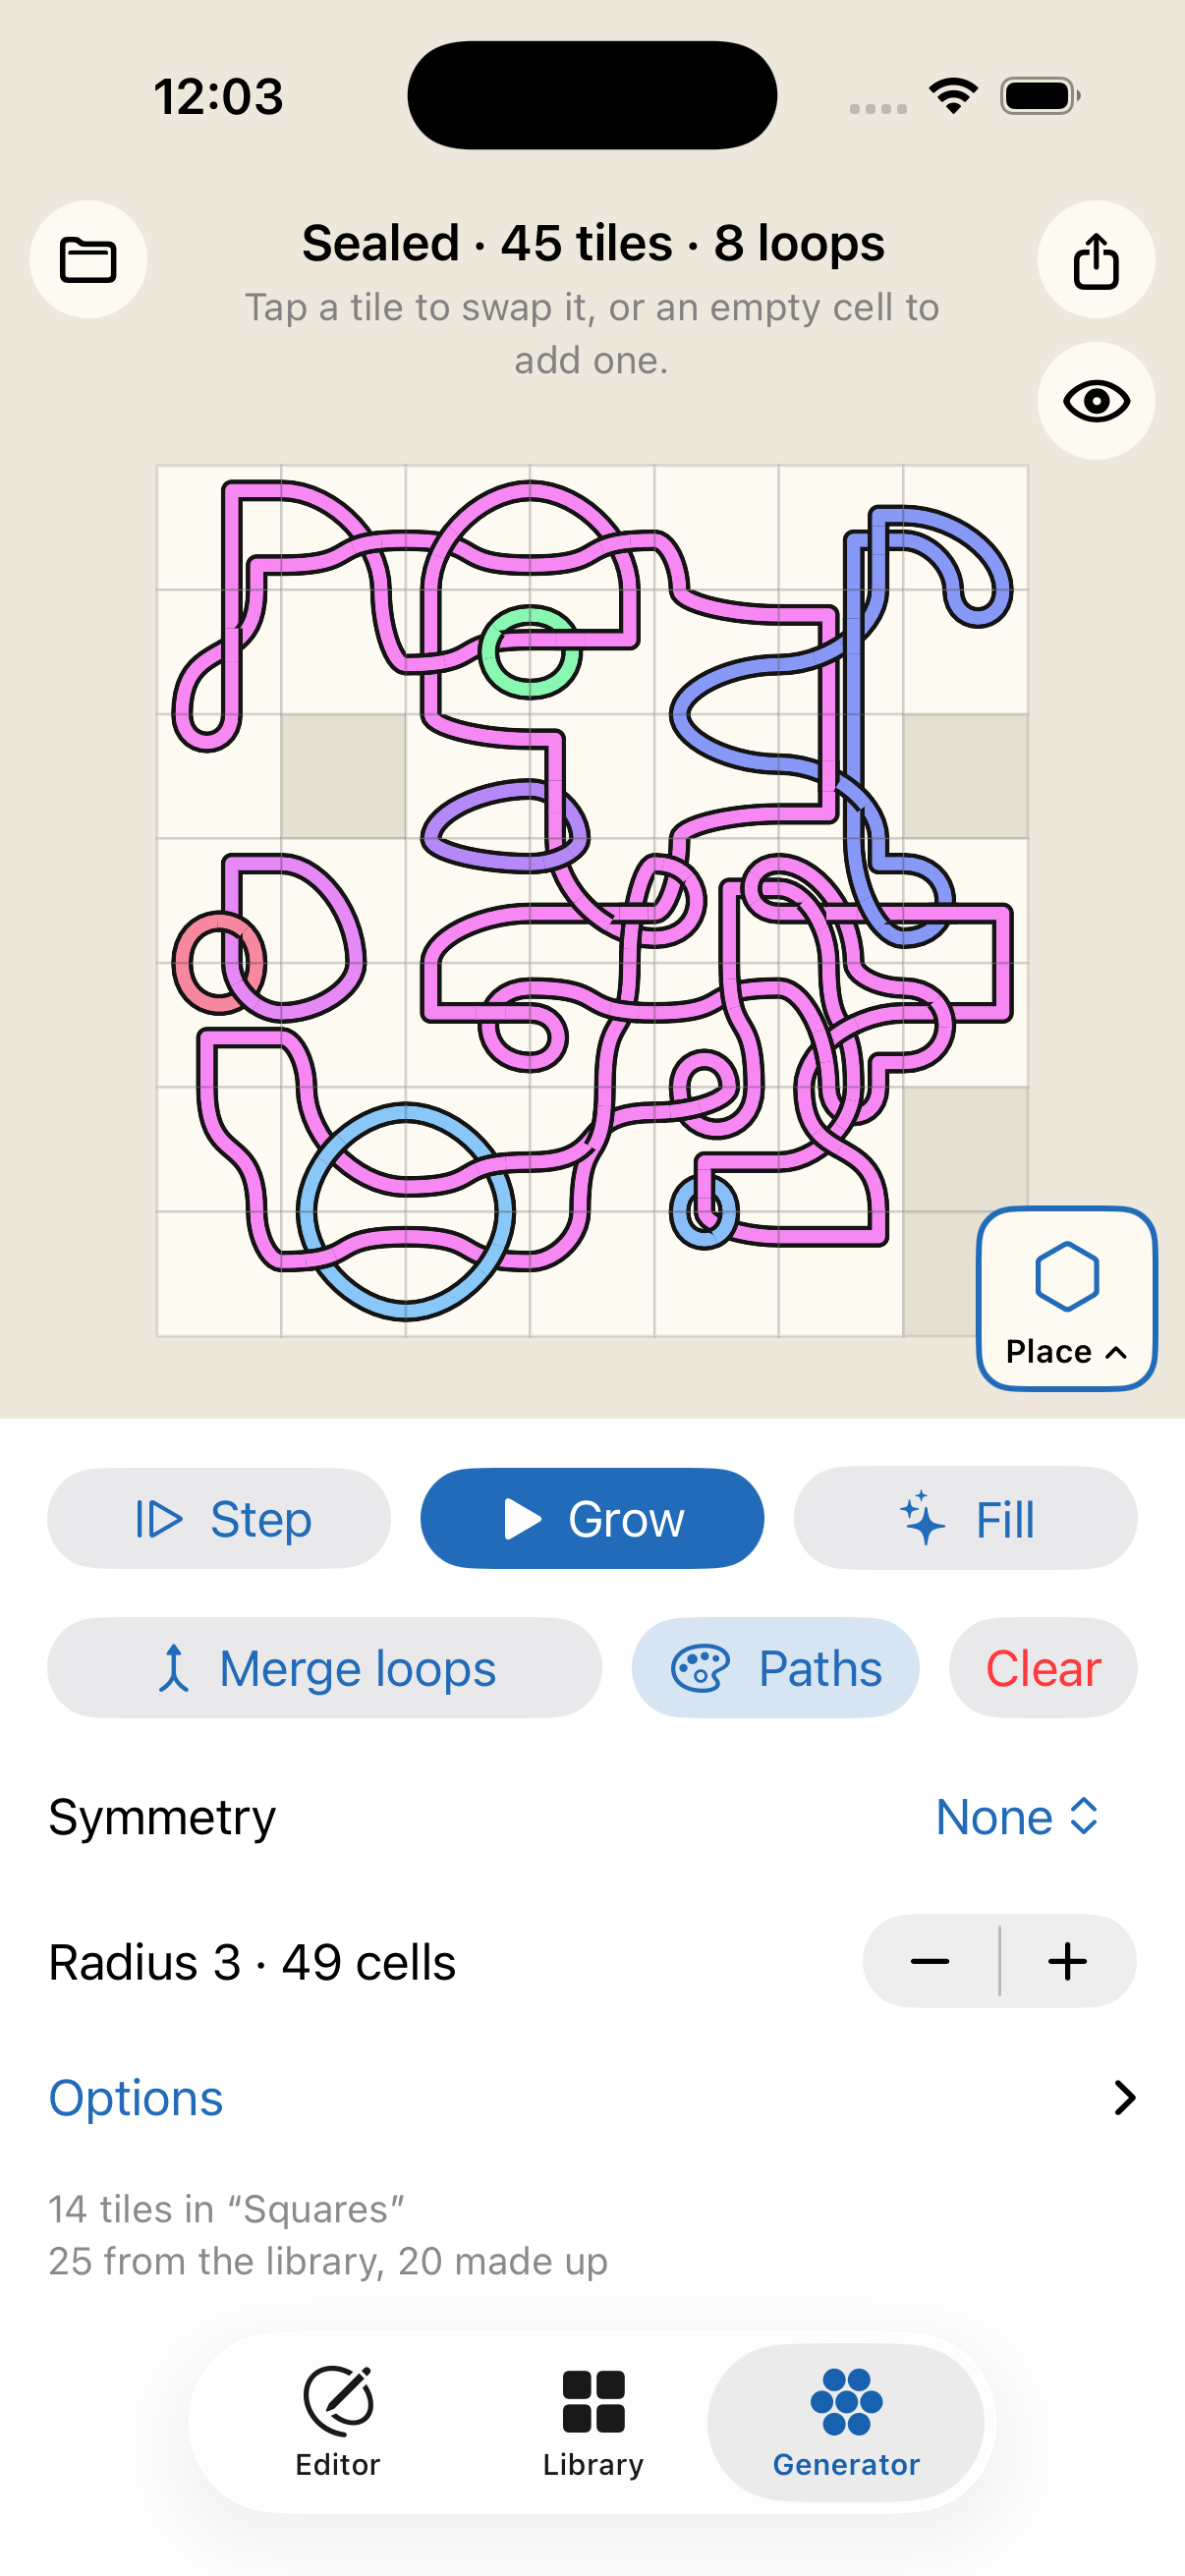 12:03
Sealed · 45 tiles · 8 loops
Tap a tile to swap it, or an empty cell to
add one.
Place
Step
Grow
Fill
Merge loops
Paths
Clear
Symmetry
None
Radius 3 · 49 cells
Options
14 tiles in “Squares”
25 from the library, 20 made up
Editor
Library
Generator